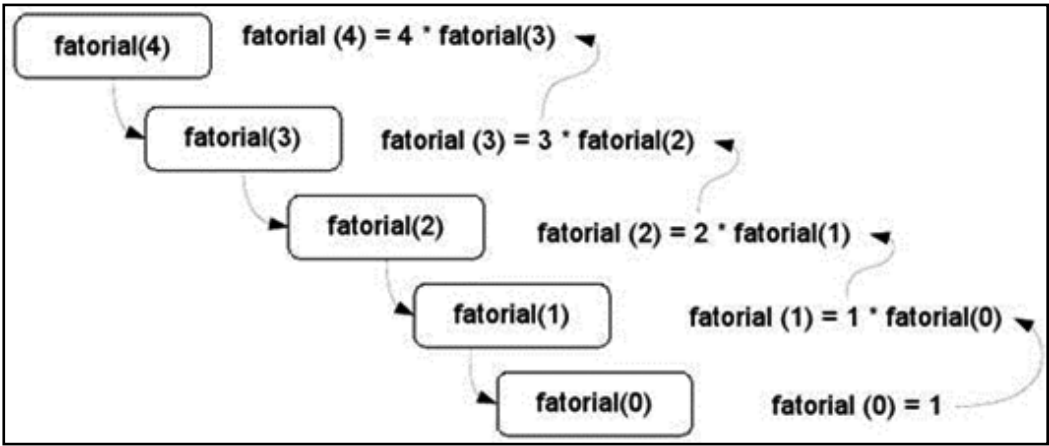 fatorial(4)
fatorial (4) = 4 * fatorial(3)
fatorial(3)
fatorial (3) = 3 * fatorial(2)
fatorial(2)
fatorial (2) = 2 * fatorial(1)
fatorial(1)
fatorial (1) = 1 * fatorial(0)
fatorial(0)
fatorial (0) = 1